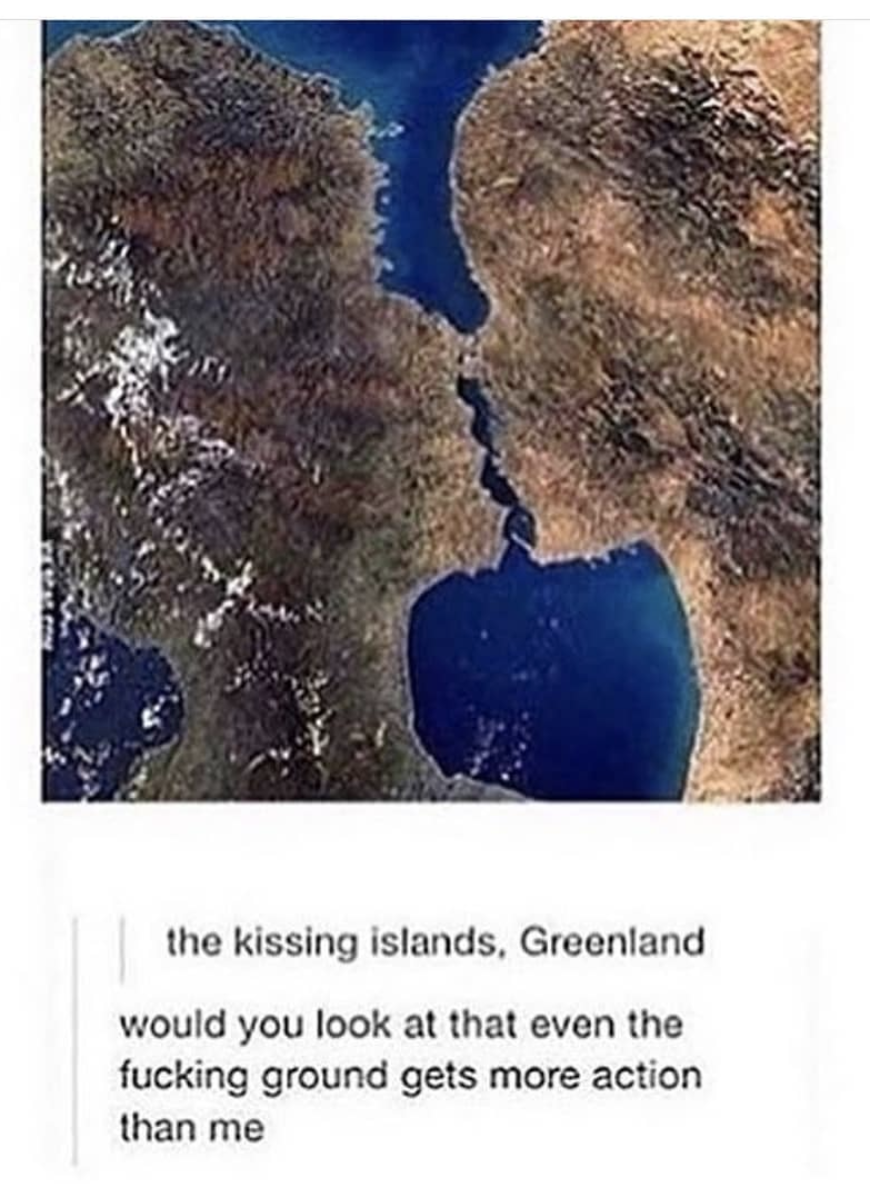 the kissing islands, Greenland
would you look at that even the
fucking ground gets more action
than me